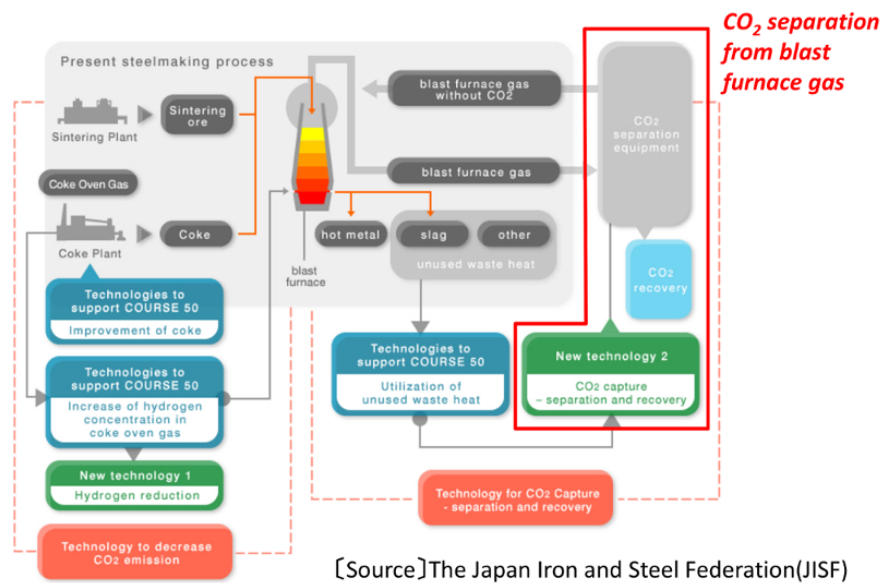 CO2 separation
from blast
furnace gas
Present steelmaking process
Sintering Plant
Sintering
ore
blast furnace gas
without CO2
CO2
separation
equipment
blast furnace gas
Coke Oven Gas
Coke Plant
Coke
hot metal
slag
other
unused waste heat
blast
furnace
CO2
recovery
Technologies to
support COURSE 50
Improvement of coke
Technologies to
support COURSE 50
Increase of hydrogen
concentration in
coke oven gas
New technology 1
Hydrogen reduction
Technologies to
support COURSE 50
Utilization of
unused waste heat
New technology 2
CO2 capture
– separation and recovery
Technology for CO2 Capture
- separation and recovery
Technology to decrease
CO2 emission
〔Source〕The Japan Iron and Steel Federation(JISF)